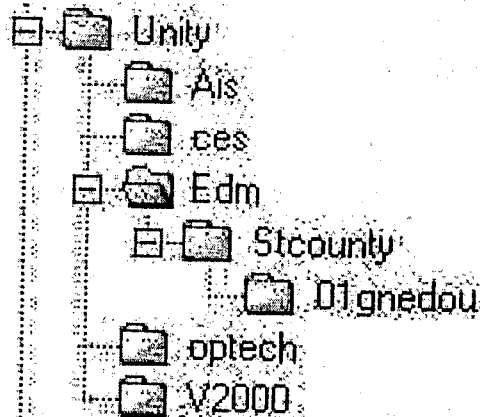 Unity
Ais
ces
Edm
Stcounty
01gnedou
optech
V2000